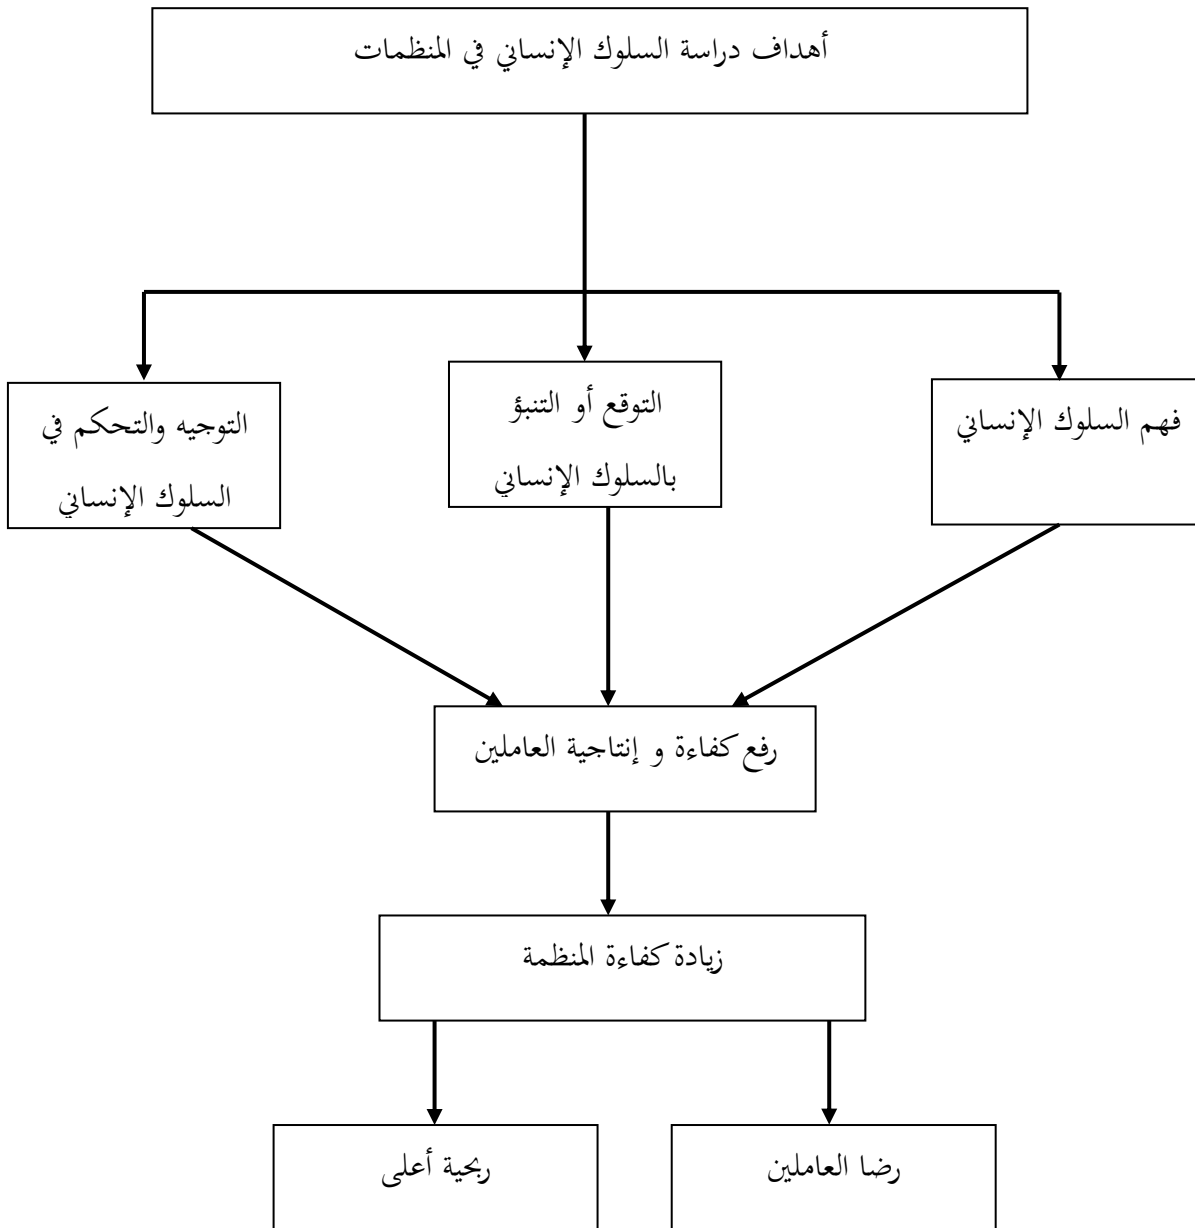 أهداف دراسة السلوك الإنساني في المنظمات
فهم السلوك الإنساني
التوقع أو التنبؤ
بالسلوك الإنساني
التوجيه والتحكم في
السلوك الإنساني
رفع كفاءة و إنتاجية العاملين
زيادة كفاءة المنظمة
رضا العاملين
ربحية أعلى